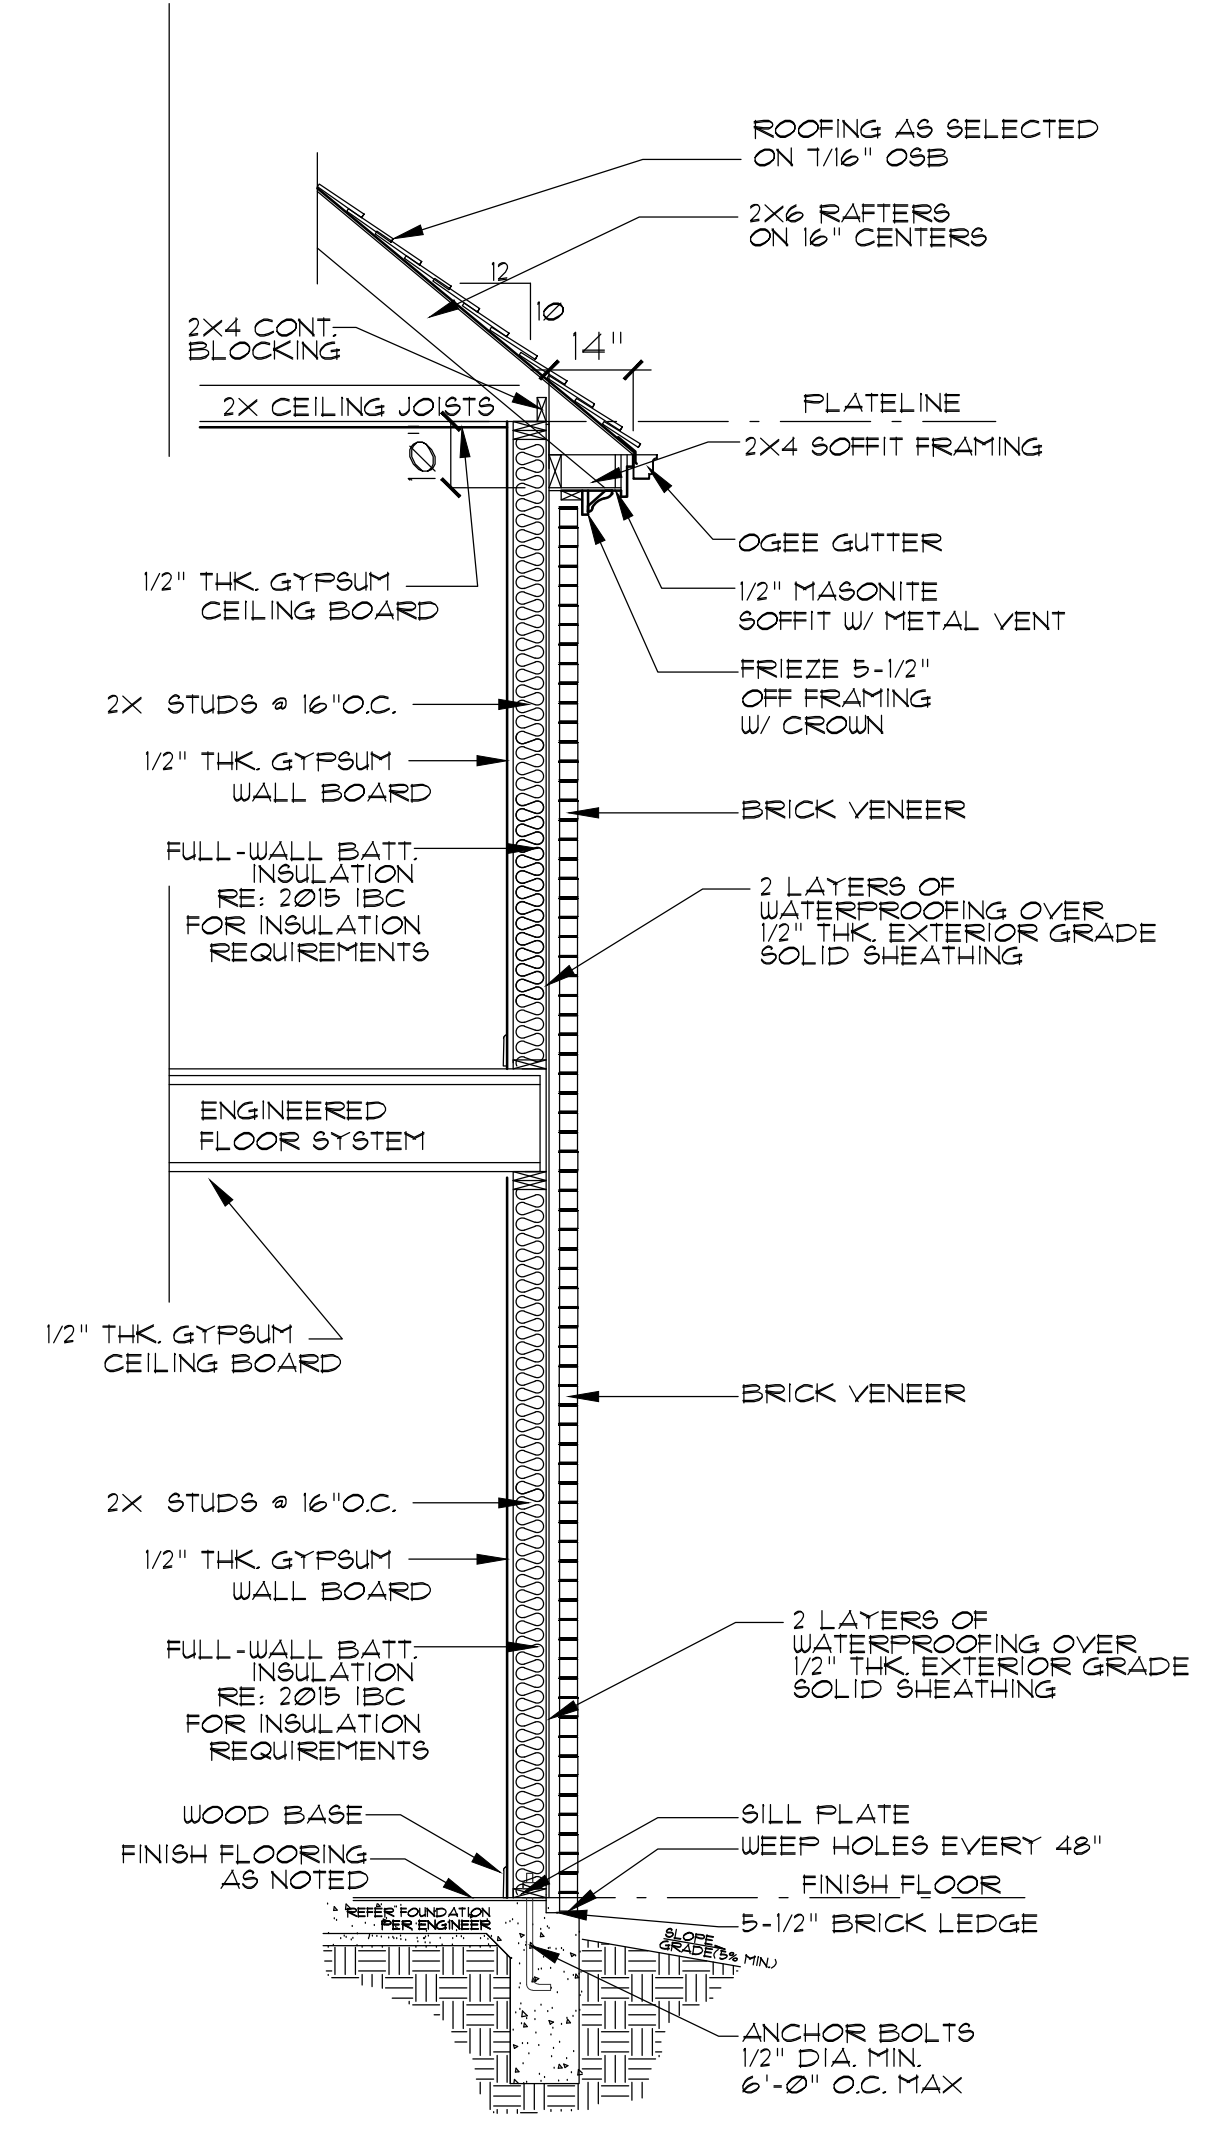 ROOFING AS SELECTED
ON 7/16" OSB
2X6 RAFTERS
ON 16" CENTERS
12
10
2X4 CONT.
BLOCKING
14"
2X CEILING JOISTS
PLATELINE
2X4 SOFFIT FRAMING
10
OGEE GUTTER
1/2" THK. GYPSUM
CEILING BOARD
1/2" MASONITE
SOFFIT W/ METAL VENT
FRIEZE 5-1/2"
OFF FRAMING
W/ CROWN
2X STUDS @ 16"O.C.
1/2" THK. GYPSUM
WALL BOARD
BRICK VENEER
FULL-WALL BATT.
INSULATION
RE: 2015 IBC
FOR INSULATION
REQUIREMENTS
2 LAYERS OF
WATERPROOFING OVER
1/2" THK. EXTERIOR GRADE
SOLID SHEATHING
ENGINEERED
FLOOR SYSTEM
1/2" THK. GYPSUM
CEILING BOARD
BRICK VENEER
2X STUDS @ 16"O.C.
1/2" THK. GYPSUM
WALL BOARD
FULL-WALL BATT.
INSULATION
RE: 2015 IBC
FOR INSULATION
REQUIREMENTS
2 LAYERS OF
WATERPROOFING OVER
1/2" THK. EXTERIOR GRADE
SOLID SHEATHING
WOOD BASE
FINISH FLOORING
AS NOTED
SILL PLATE
WEEP HOLES EVERY 48"
FINISH FLOOR
5-1/2" BRICK LEDGE
REFER FOUNDATION
PER ENGINEER
SLOPE
GRADE(5% MIN.)
ANCHOR BOLTS
1/2" DIA. MIN.
6'-0" O.C. MAX